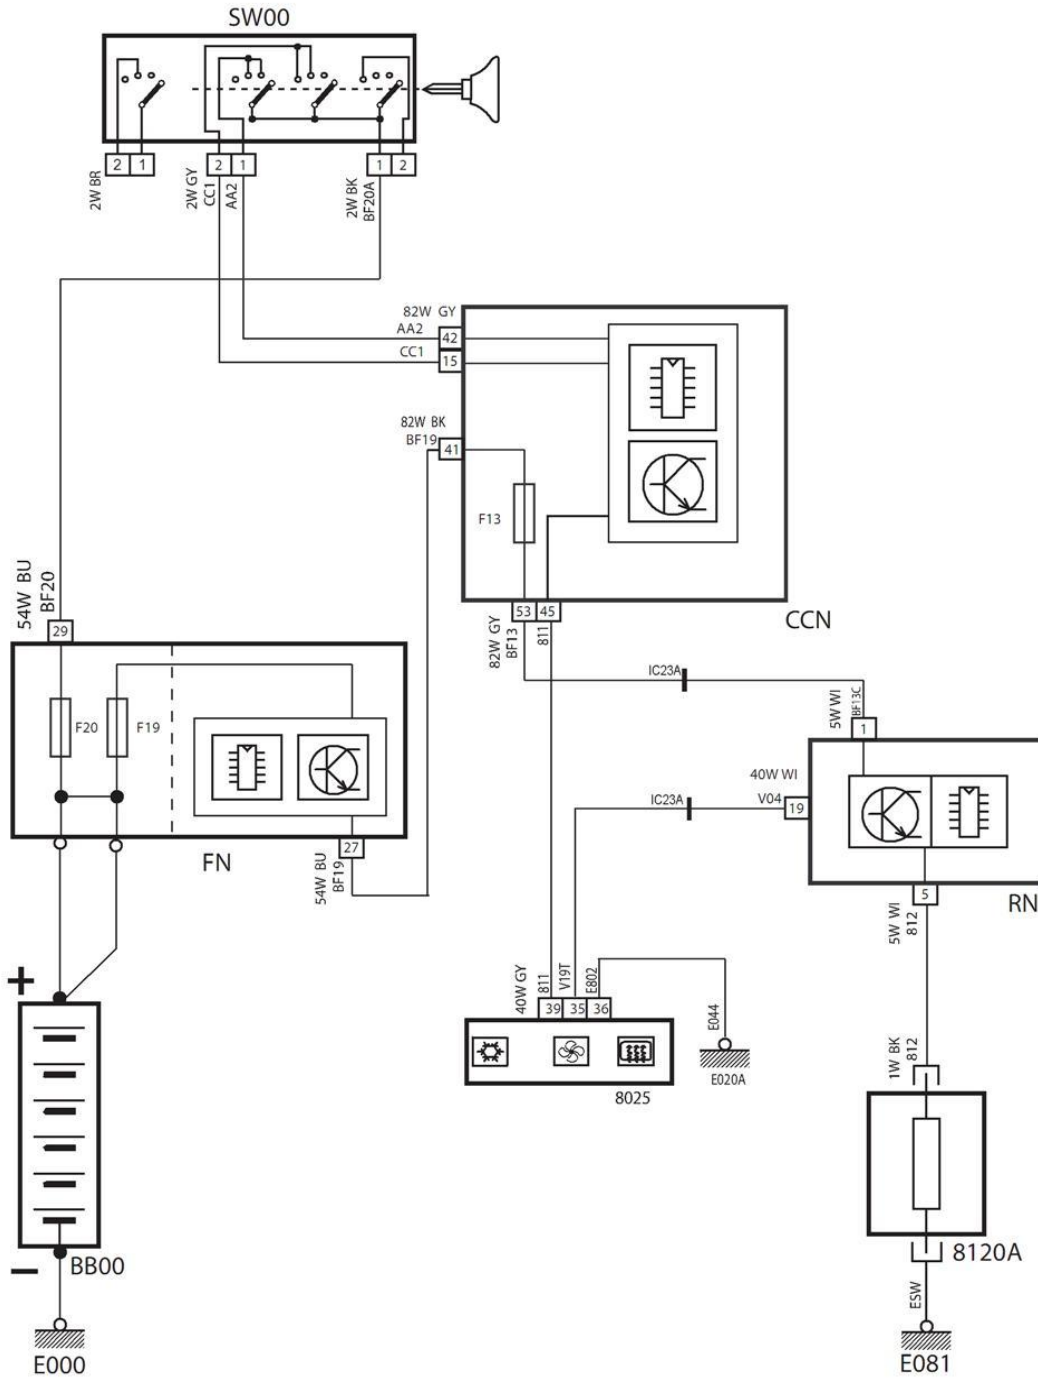 SW00
2
1
2
1
1
2
2W BR
2W GY
CC1
AA2
2W BK
BF20A
82W GY
AA2
42
CC1
15
82W BK
BF19
41
F13
53
45
CCN
82W GY
BF13
811
54W BU
BF20
29
F20
F19
FN
27
54W BU
BF19
IC23A
5W WI
BF13C
1
40W WI
IC23A
V04
19
RN
5
5W WI
812
40W GY
811
V19T
E802
39
35
36
E044
E020A
8025
1W BK
812
8120A
ESW
E081
+
BB00
−
E000